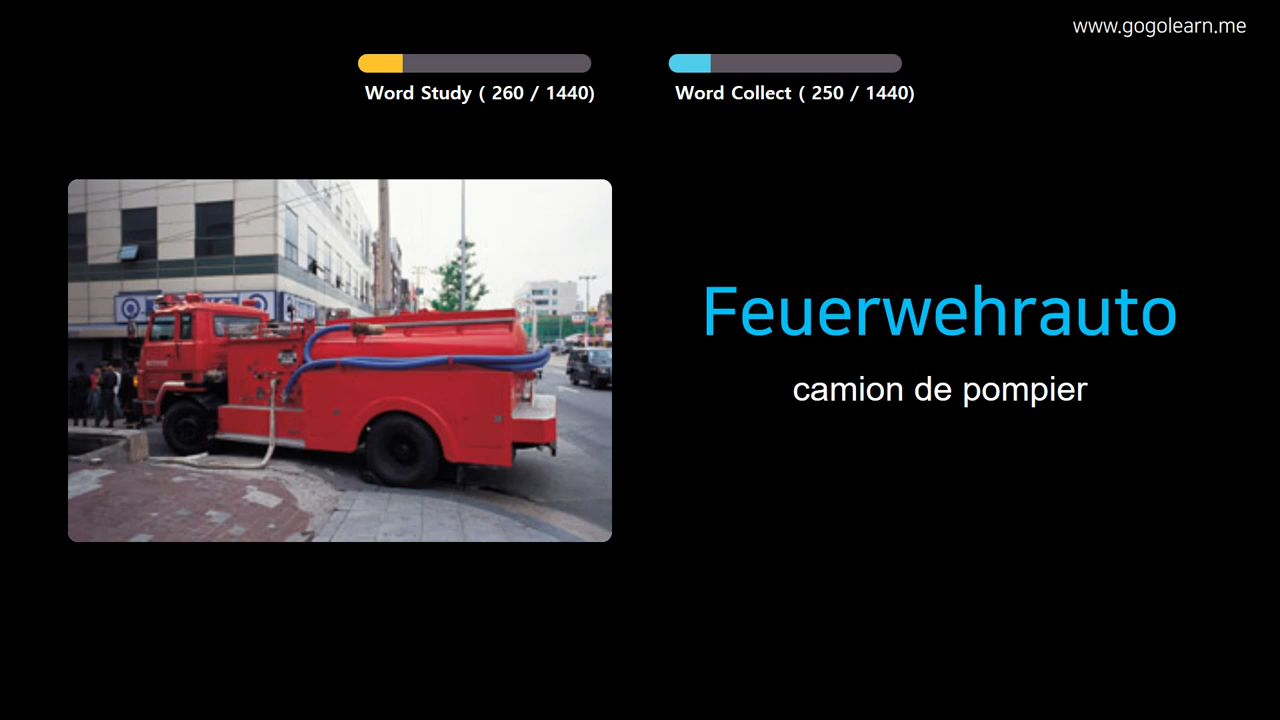 www.gogolearn.me
Word Study ( 260 / 1440)
Word Collect ( 250 / 1440)
Feuerwehrauto
camion de pompier